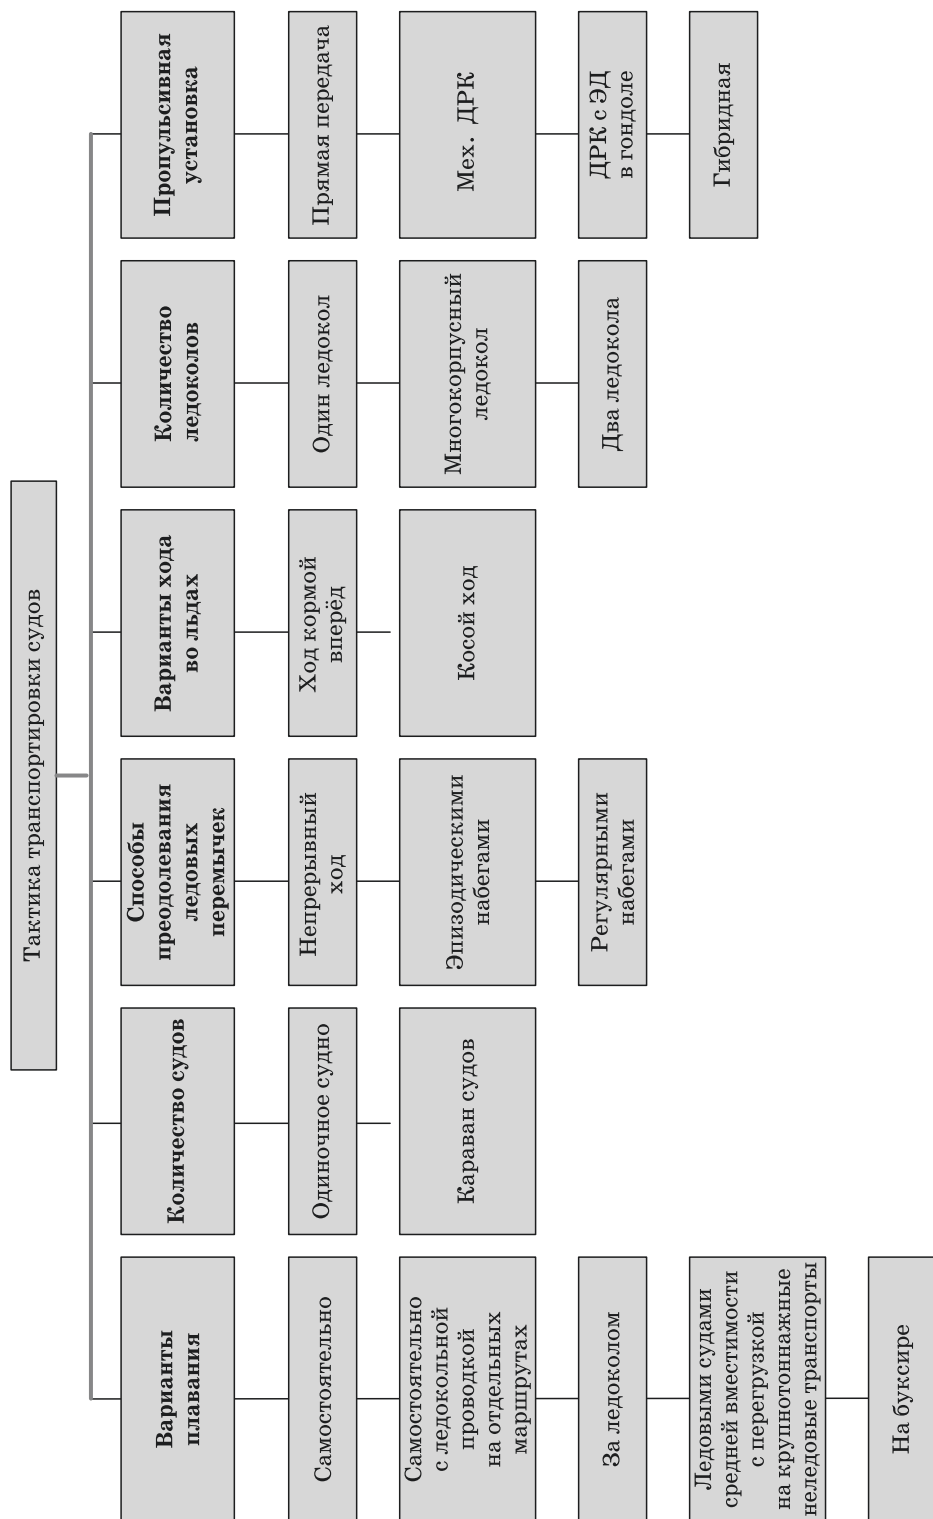 Тактика транспортировки судов
Варианты
плавания
Самостоятельно
Самостоятельно
с ледокольной
проводкой
на отдельных
маршрутах
За ледоколом
Ледовыми судами
средней вместимости
с перегрузкой
на крупнотоннажные
неледовые транспорты
На буксире
Количество судов
Одиночное судно
Караван судов
Способы
преодолевания
ледовых
перемычек
Непрерывный
ход
Эпизодическими
набегами
Регулярными
набегами
Варианты хода
во льдах
Ход кормой
вперёд
Косой ход
Количество
ледоколов
Один ледокол
Многокорпусный
ледокол
Два ледокола
Пропульсивная
установка
Прямая передача
Мех. ДРК
ДРК с ЭД
в гондоле
Гибридная